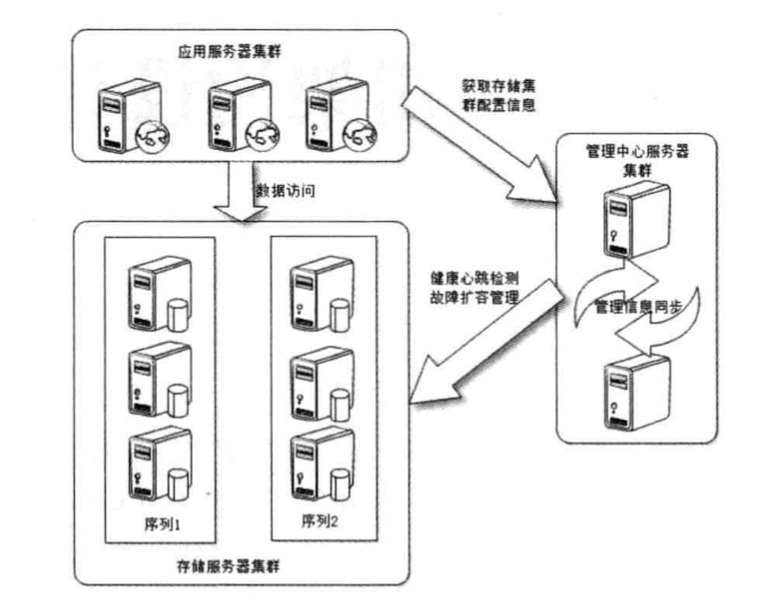 应用服务器集群
获取存储集
群配置信息
管理中心服务器
集群
数据访问
健康心跳检测
故障扩容管理
管理信息同步
序列1
序列2
存储服务器集群